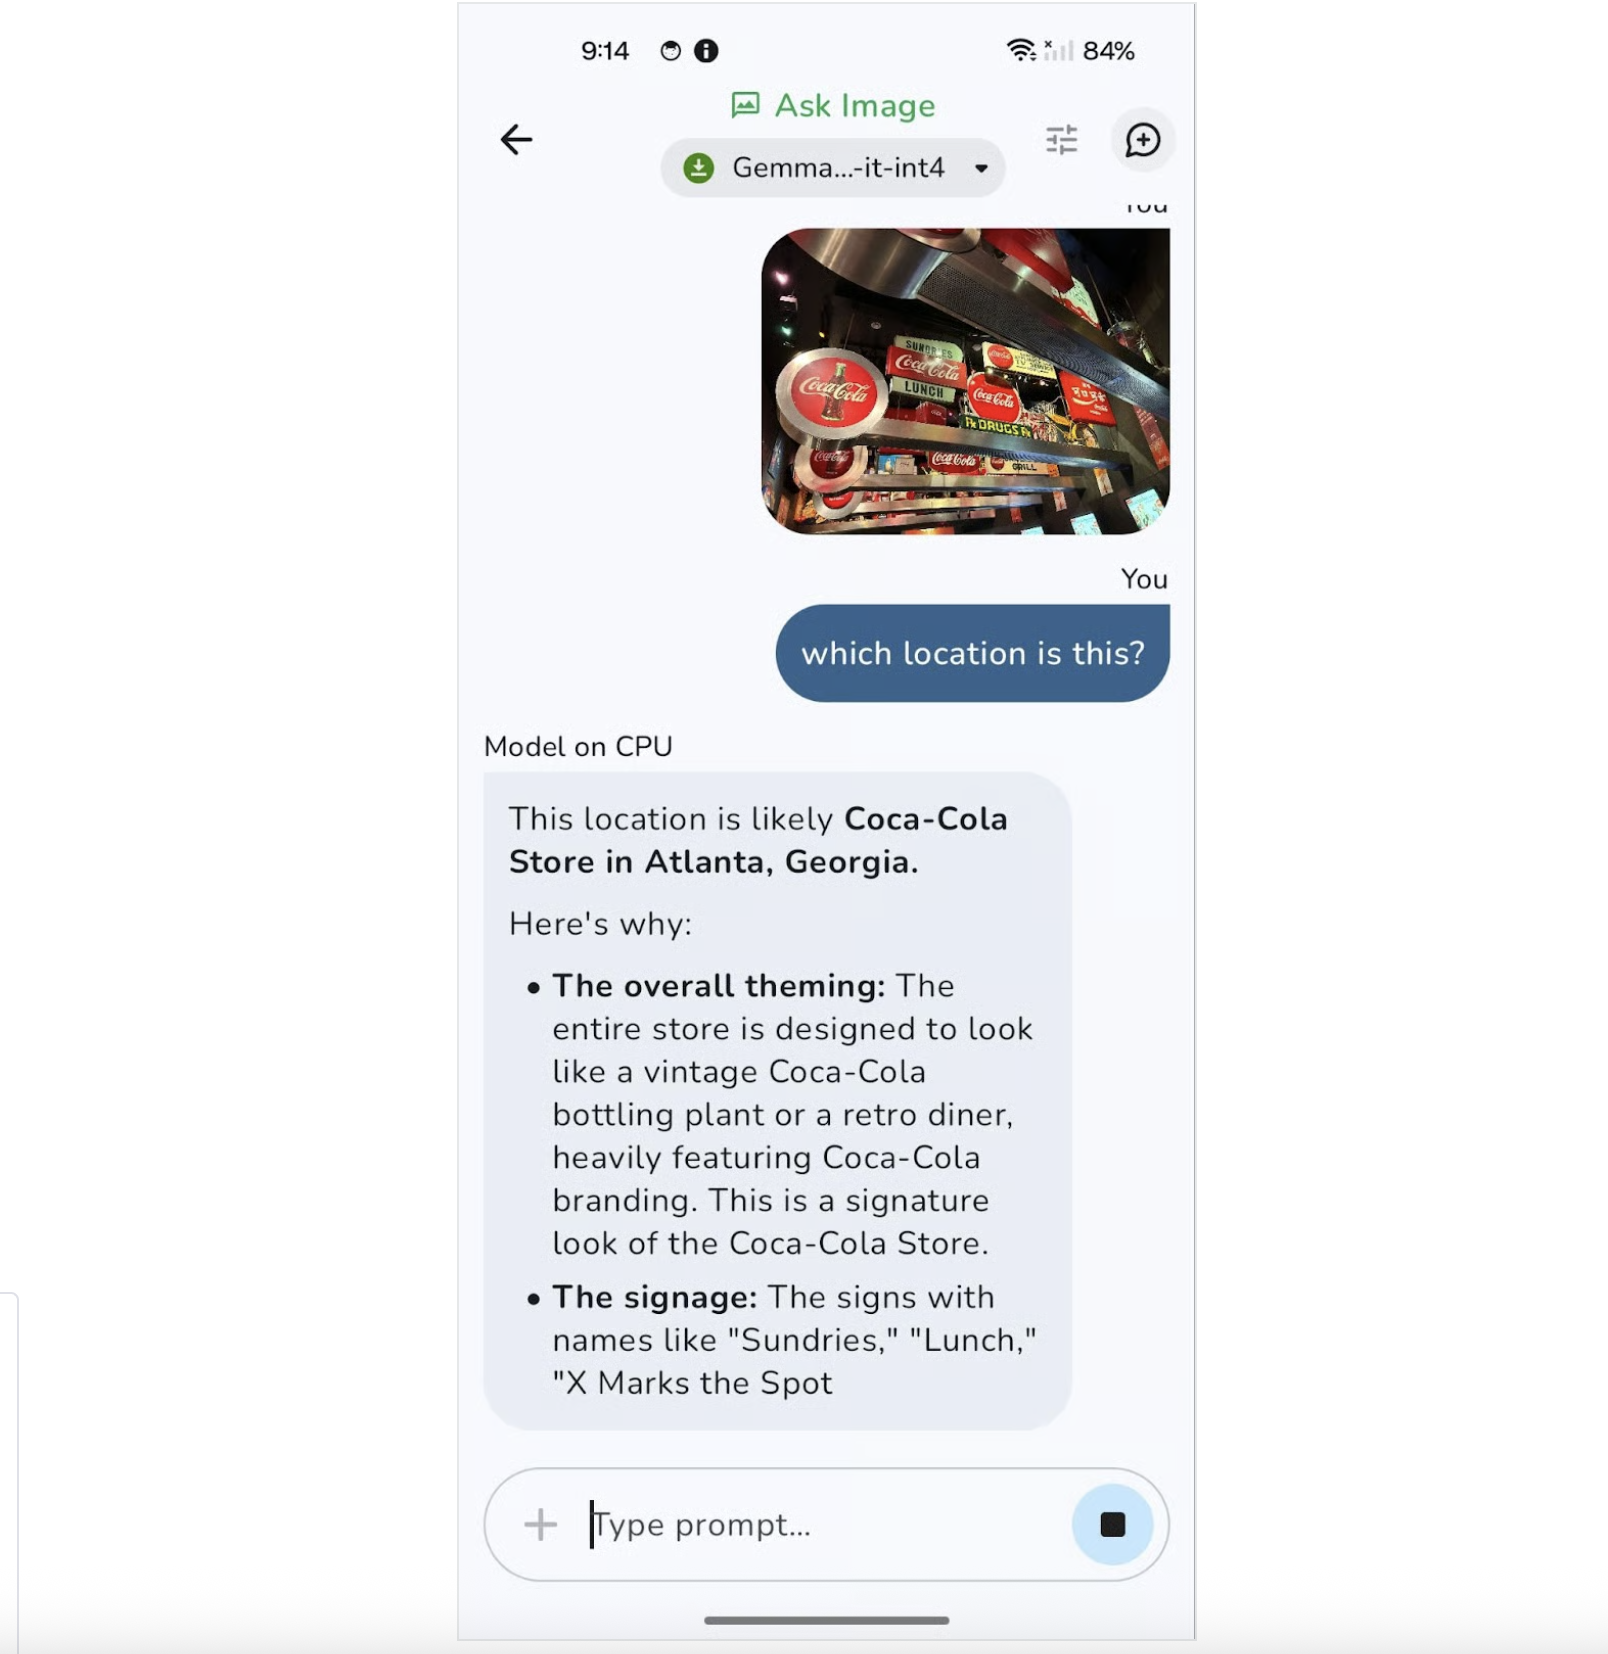 9:14
84%
Ask Image
Gemma...-it-int4
You
SUNDRIES
Coca-Cola
LUNCH
Coca-Cola
Coca-Cola
DRUGS
Coca-Cola
Coca-Cola
GRILL
You
which location is this?
Model on CPU
This location is likely Coca-Cola
Store in Atlanta, Georgia.
Here's why:
• The overall theming: The
entire store is designed to look
like a vintage Coca-Cola
bottling plant or a retro diner,
heavily featuring Coca-Cola
branding. This is a signature
look of the Coca-Cola Store.
• The signage: The signs with
names like "Sundries," "Lunch,"
"X Marks the Spot
Type prompt...